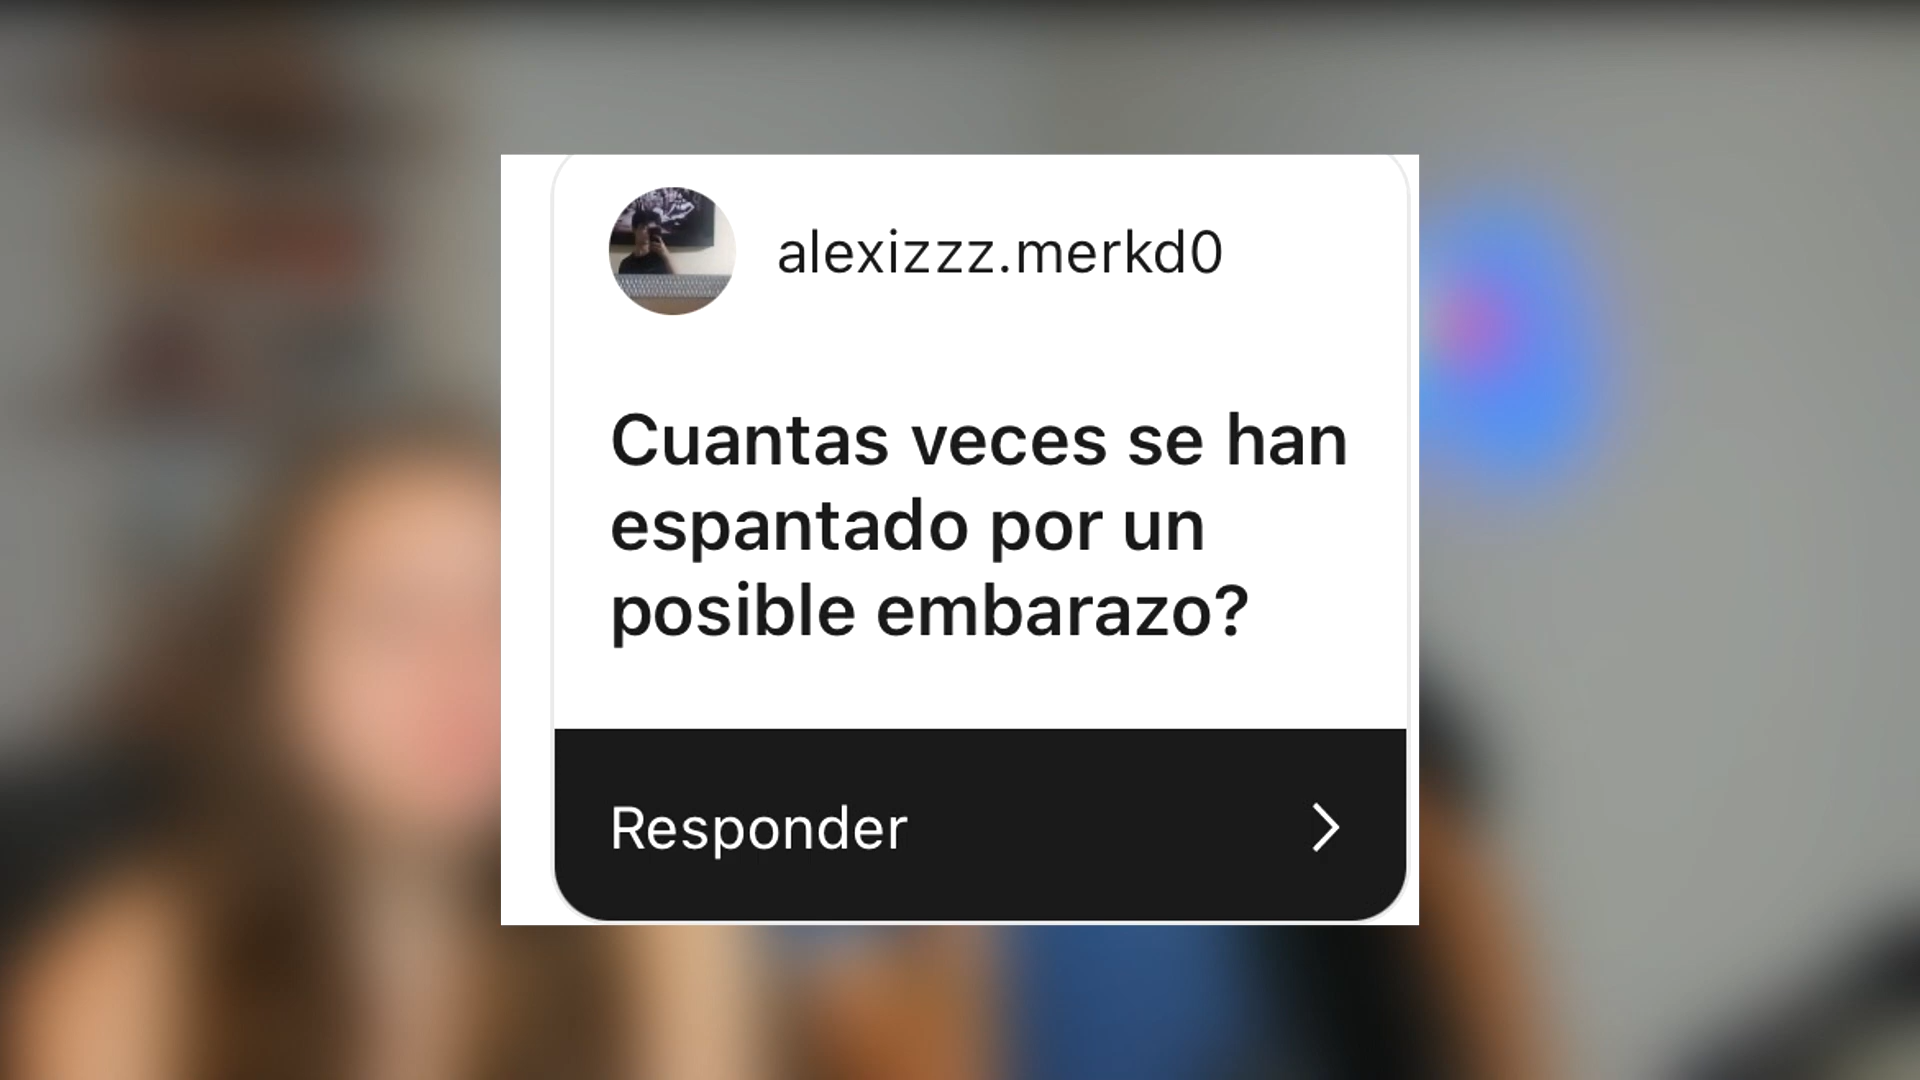 alexizzz.merkd0
Cuantas veces se han
espantado por un
posible embarazo?
Responder